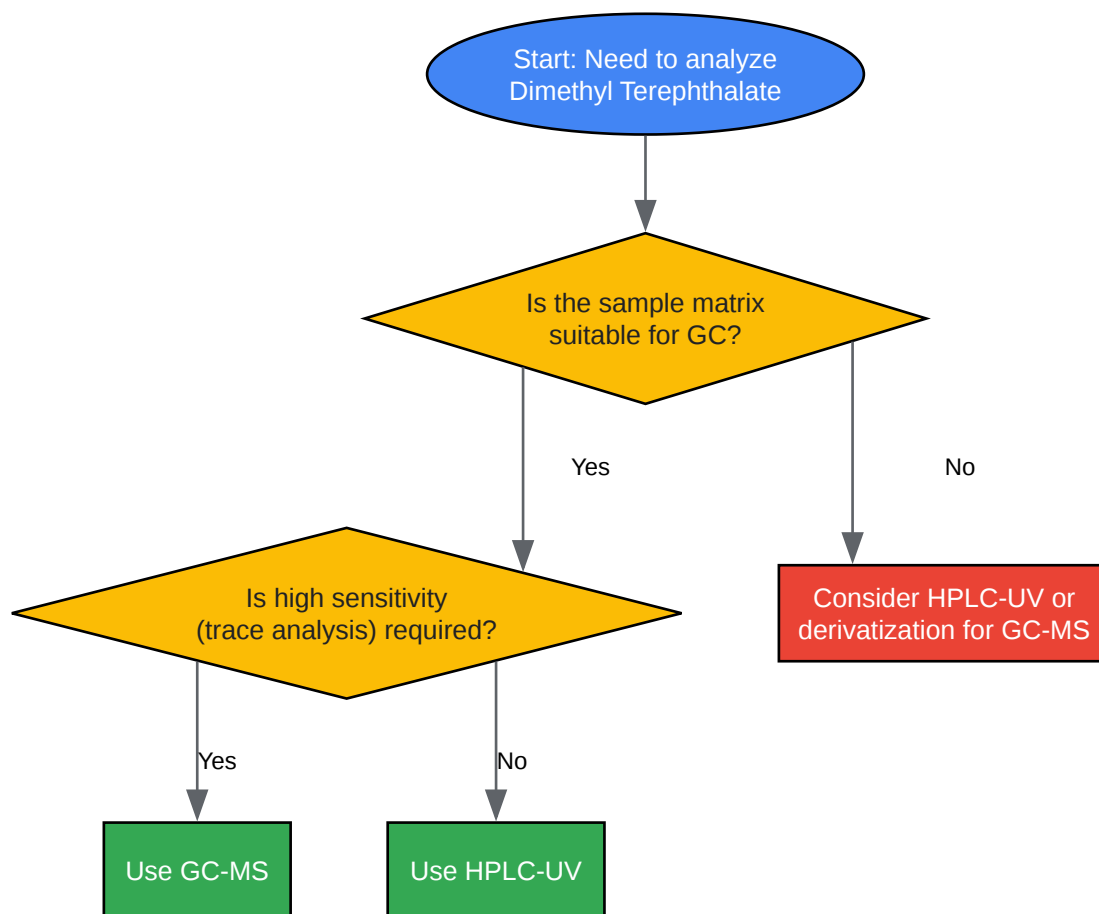 Start: Need to analyze
Dimethyl Terephthalate
Is the sample matrix
suitable for GC?
Yes
No
Is high sensitivity
(trace analysis) required?
Consider HPLC-UV or
derivatization for GC-MS
Yes
No
Use GC-MS
Use HPLC-UV